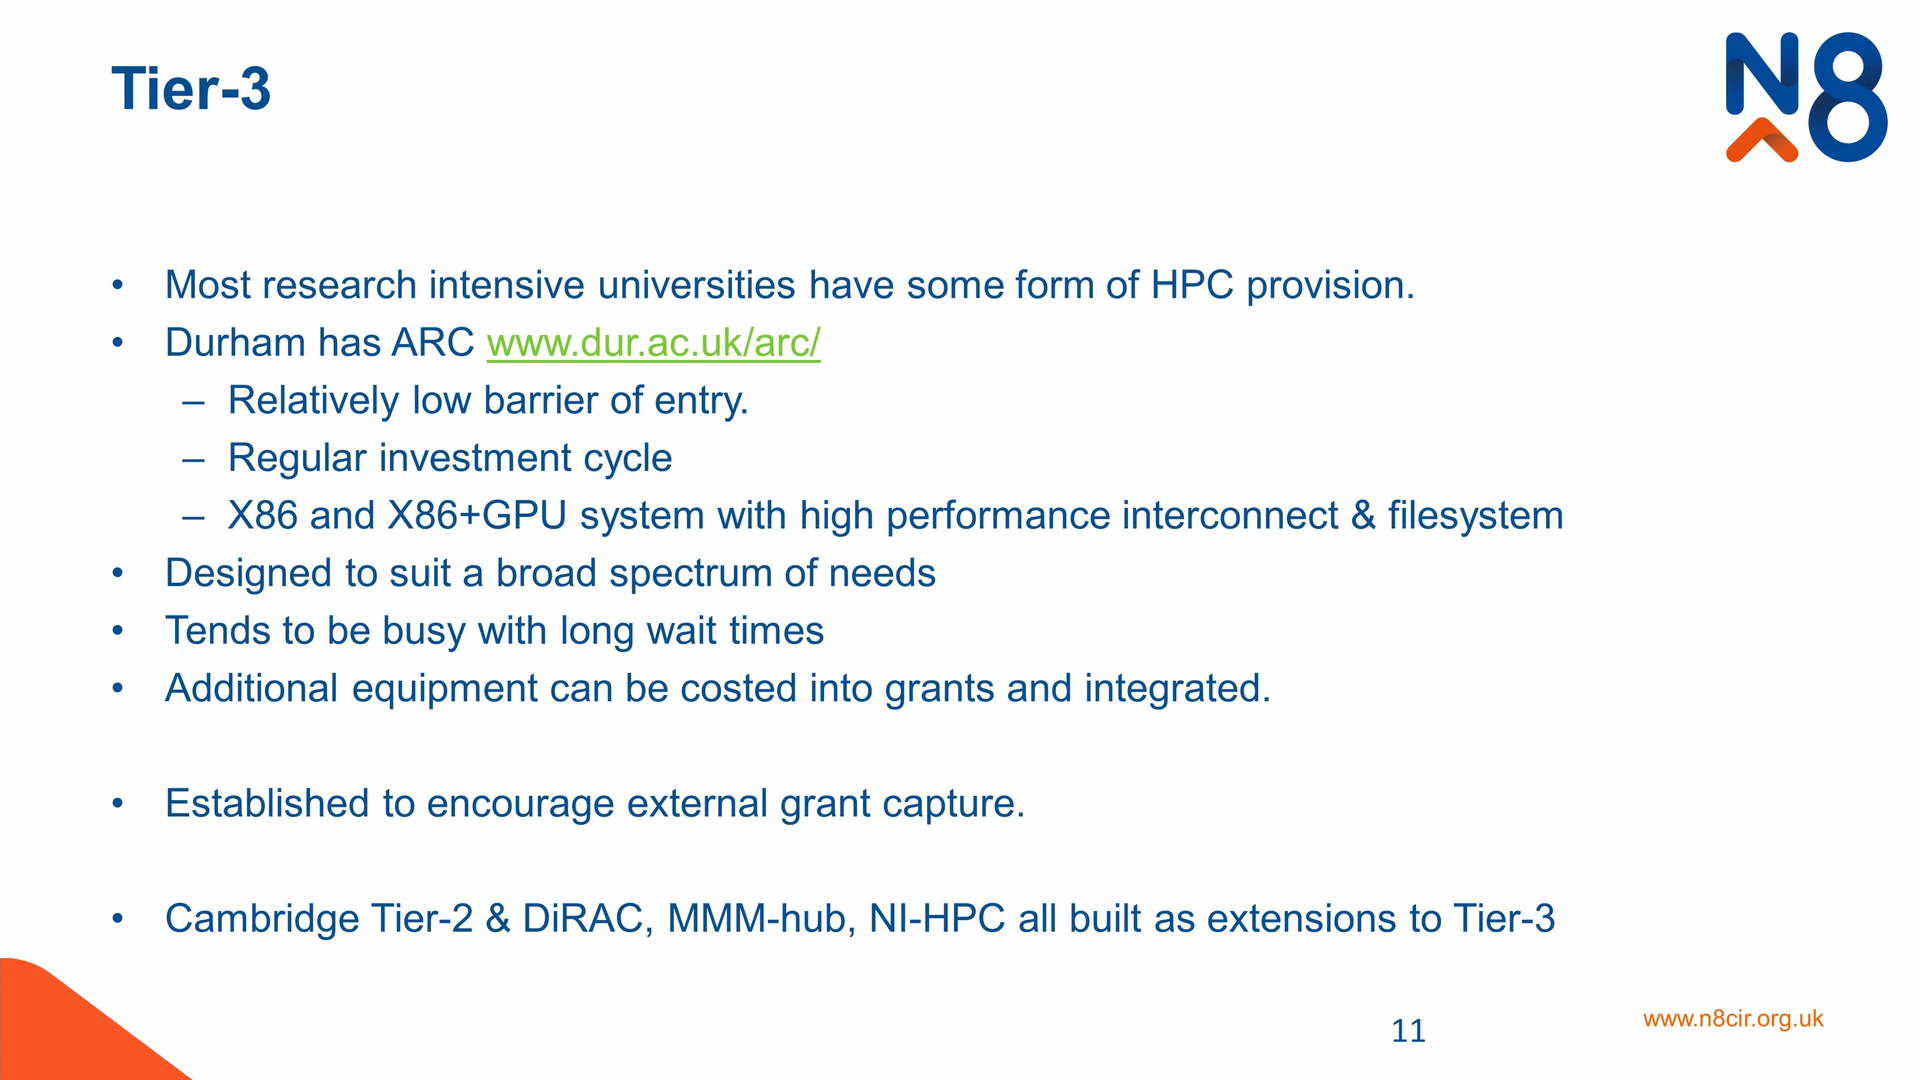 Tier-3
N8
• Most research intensive universities have some form of HPC provision.
• Durham has ARC www.dur.ac.uk/arc/
– Relatively low barrier of entry.
– Regular investment cycle
– X86 and X86+GPU system with high performance interconnect & filesystem
• Designed to suit a broad spectrum of needs
• Tends to be busy with long wait times
• Additional equipment can be costed into grants and integrated.
• Established to encourage external grant capture.
• Cambridge Tier-2 & DiRAC, MMM-hub, NI-HPC all built as extensions to Tier-3
11
www.n8cir.org.uk